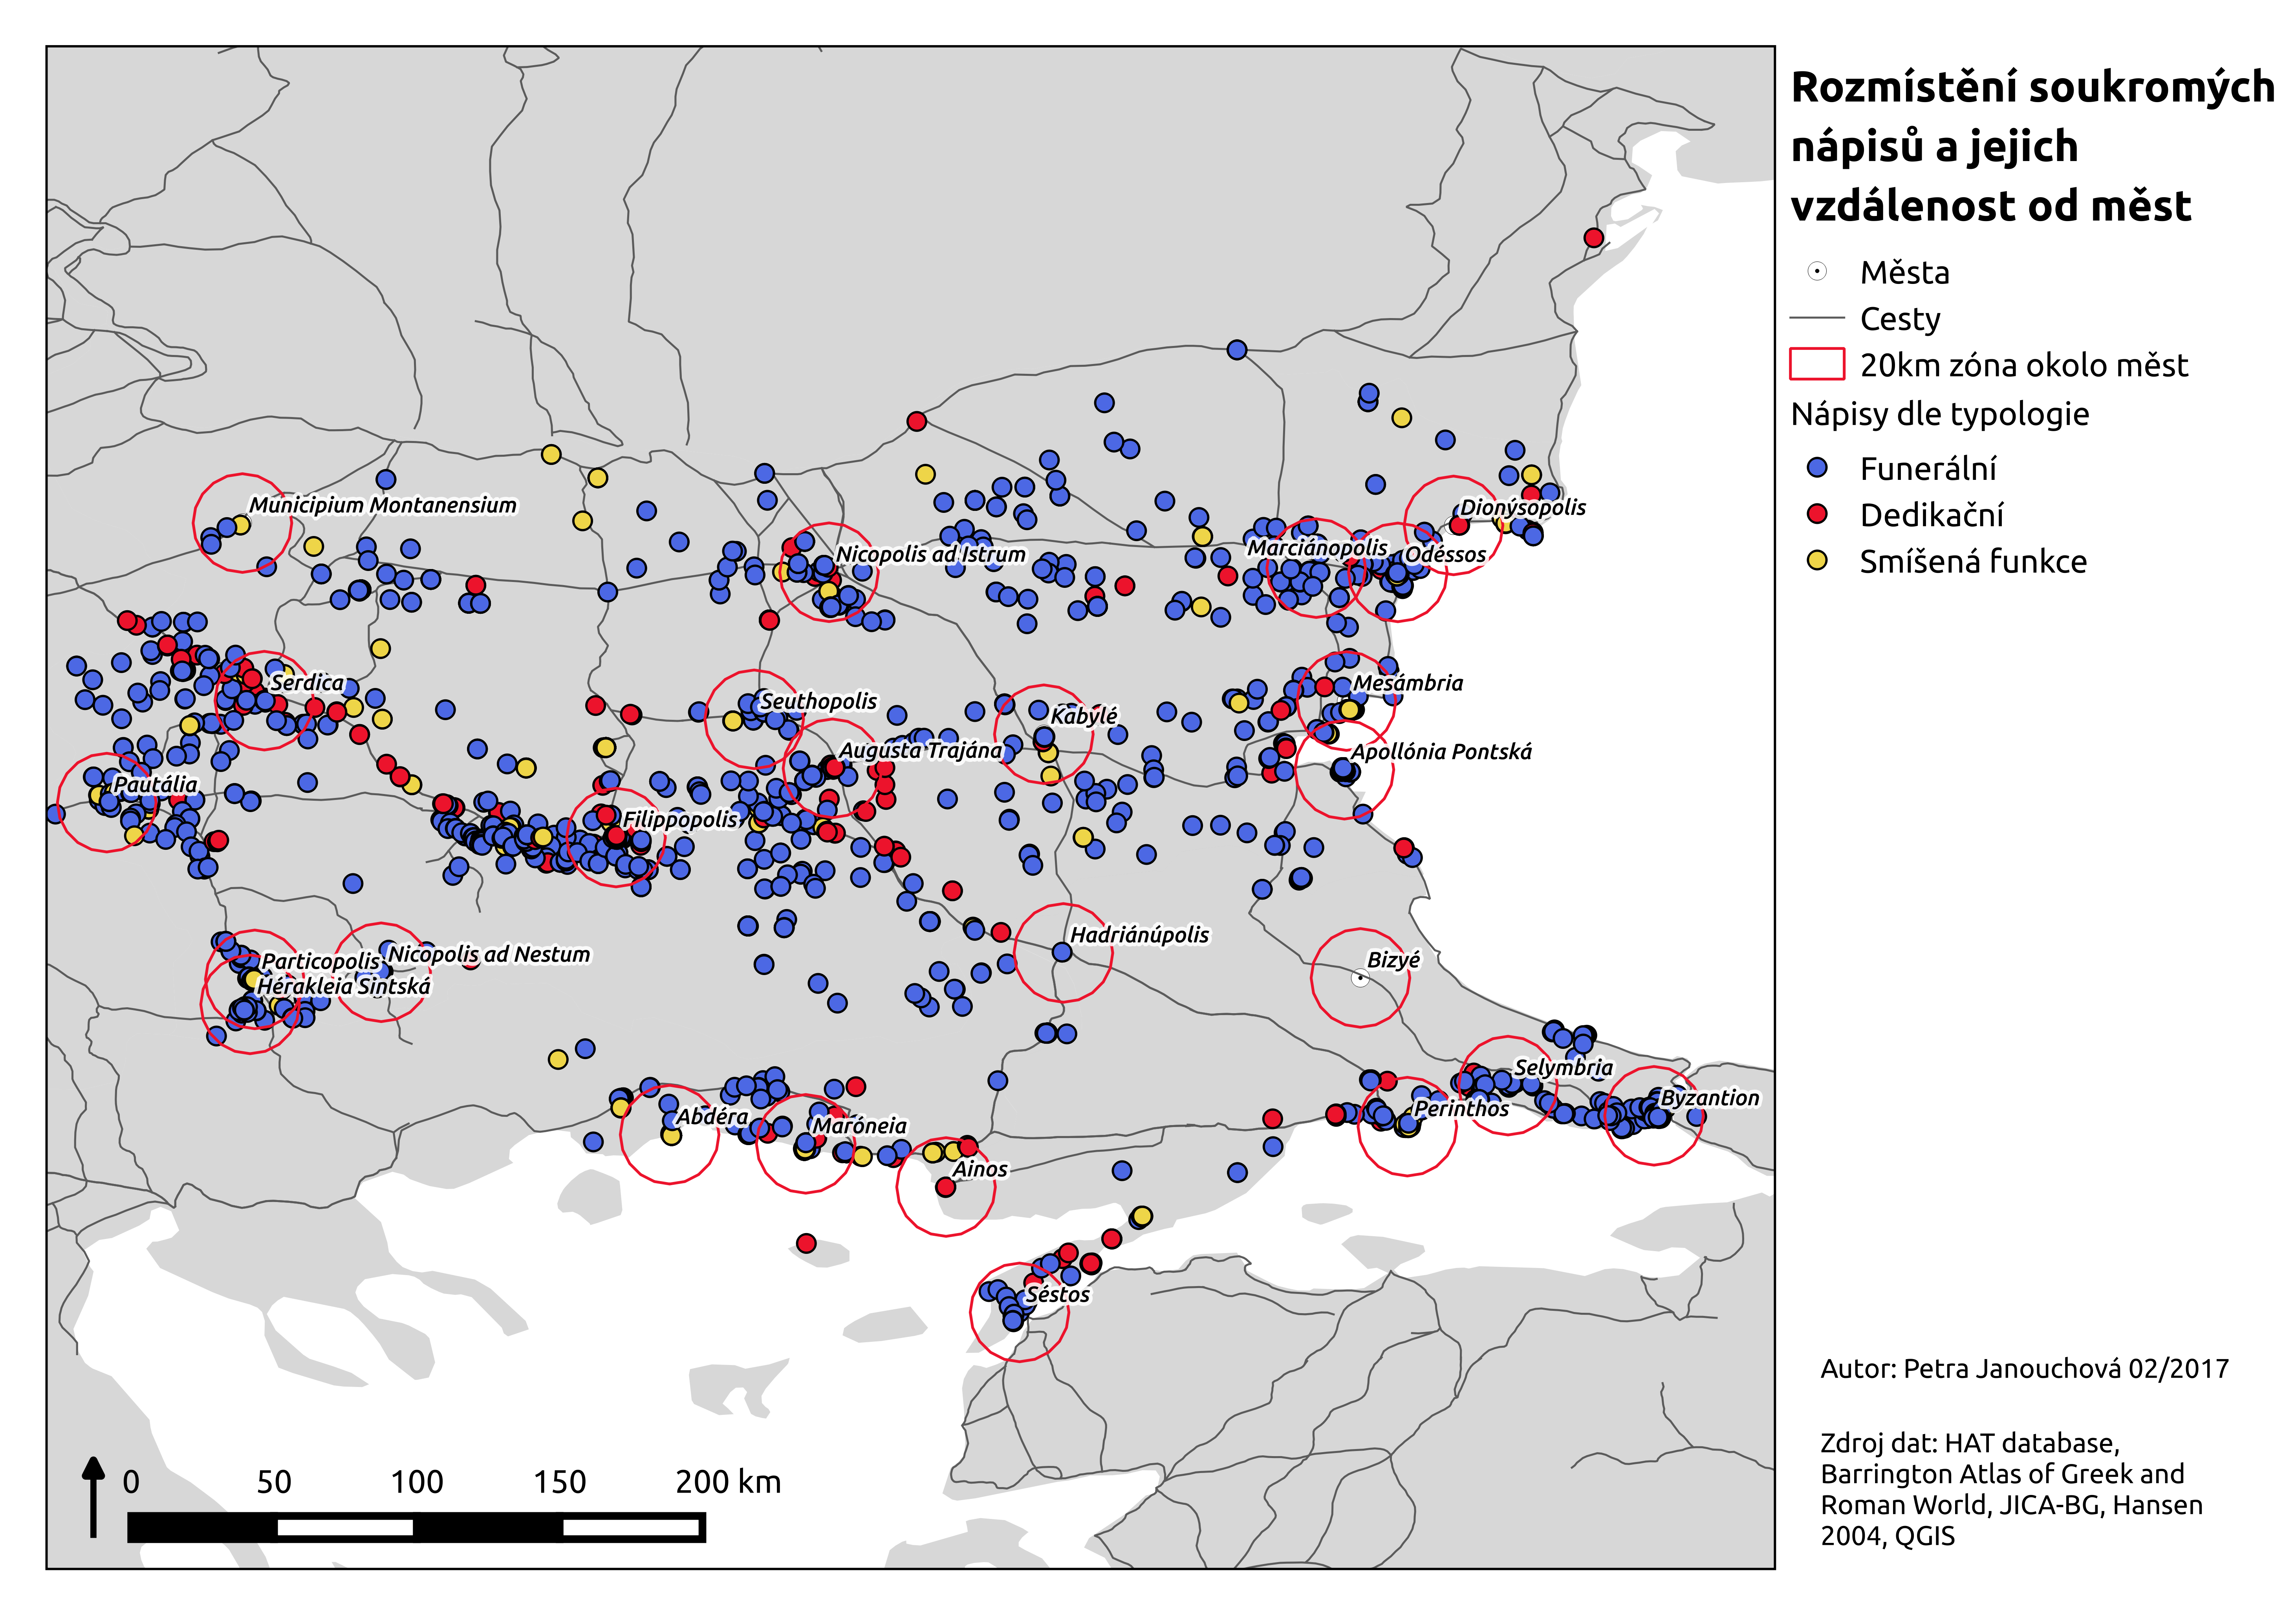 Rozmístění soukromých
nápisů a jejich
vzdálenost od měst
Města
Cesty
20km zóna okolo měst
Nápisy dle typologie
Funerální
Dedikační
Smíšená funkce
Municipium Montanensium
Dionýsopolis
Nicopolis ad Istrum
Marciánopolis
Odéssos
Serdica
Mesámbria
Seuthopolis
Kabýlé
Augusta Trajána
Apollónia Pontská
Pautália
Filippopolis
Hadriánúpolis
Particopolis
Nicopolis ad Nestum
Bizyé
Hérakleia Sintská
Selymbria
Byzantion
Abdéra
Maróneia
Perinthos
Ainos
Séstos
0 50 100 150 200 km
Autor: Petra Janouchová 02/2017
Zdroj dat: HAT database,
Barrington Atlas of Greek and
Roman World, JICA-BG, Hansen
2004, QGIS